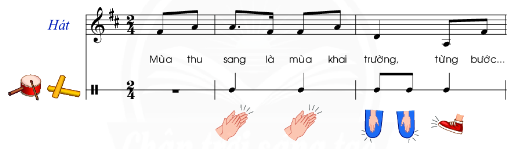 Hát
Mùa thu sang là mùa khai trường, từng bước...